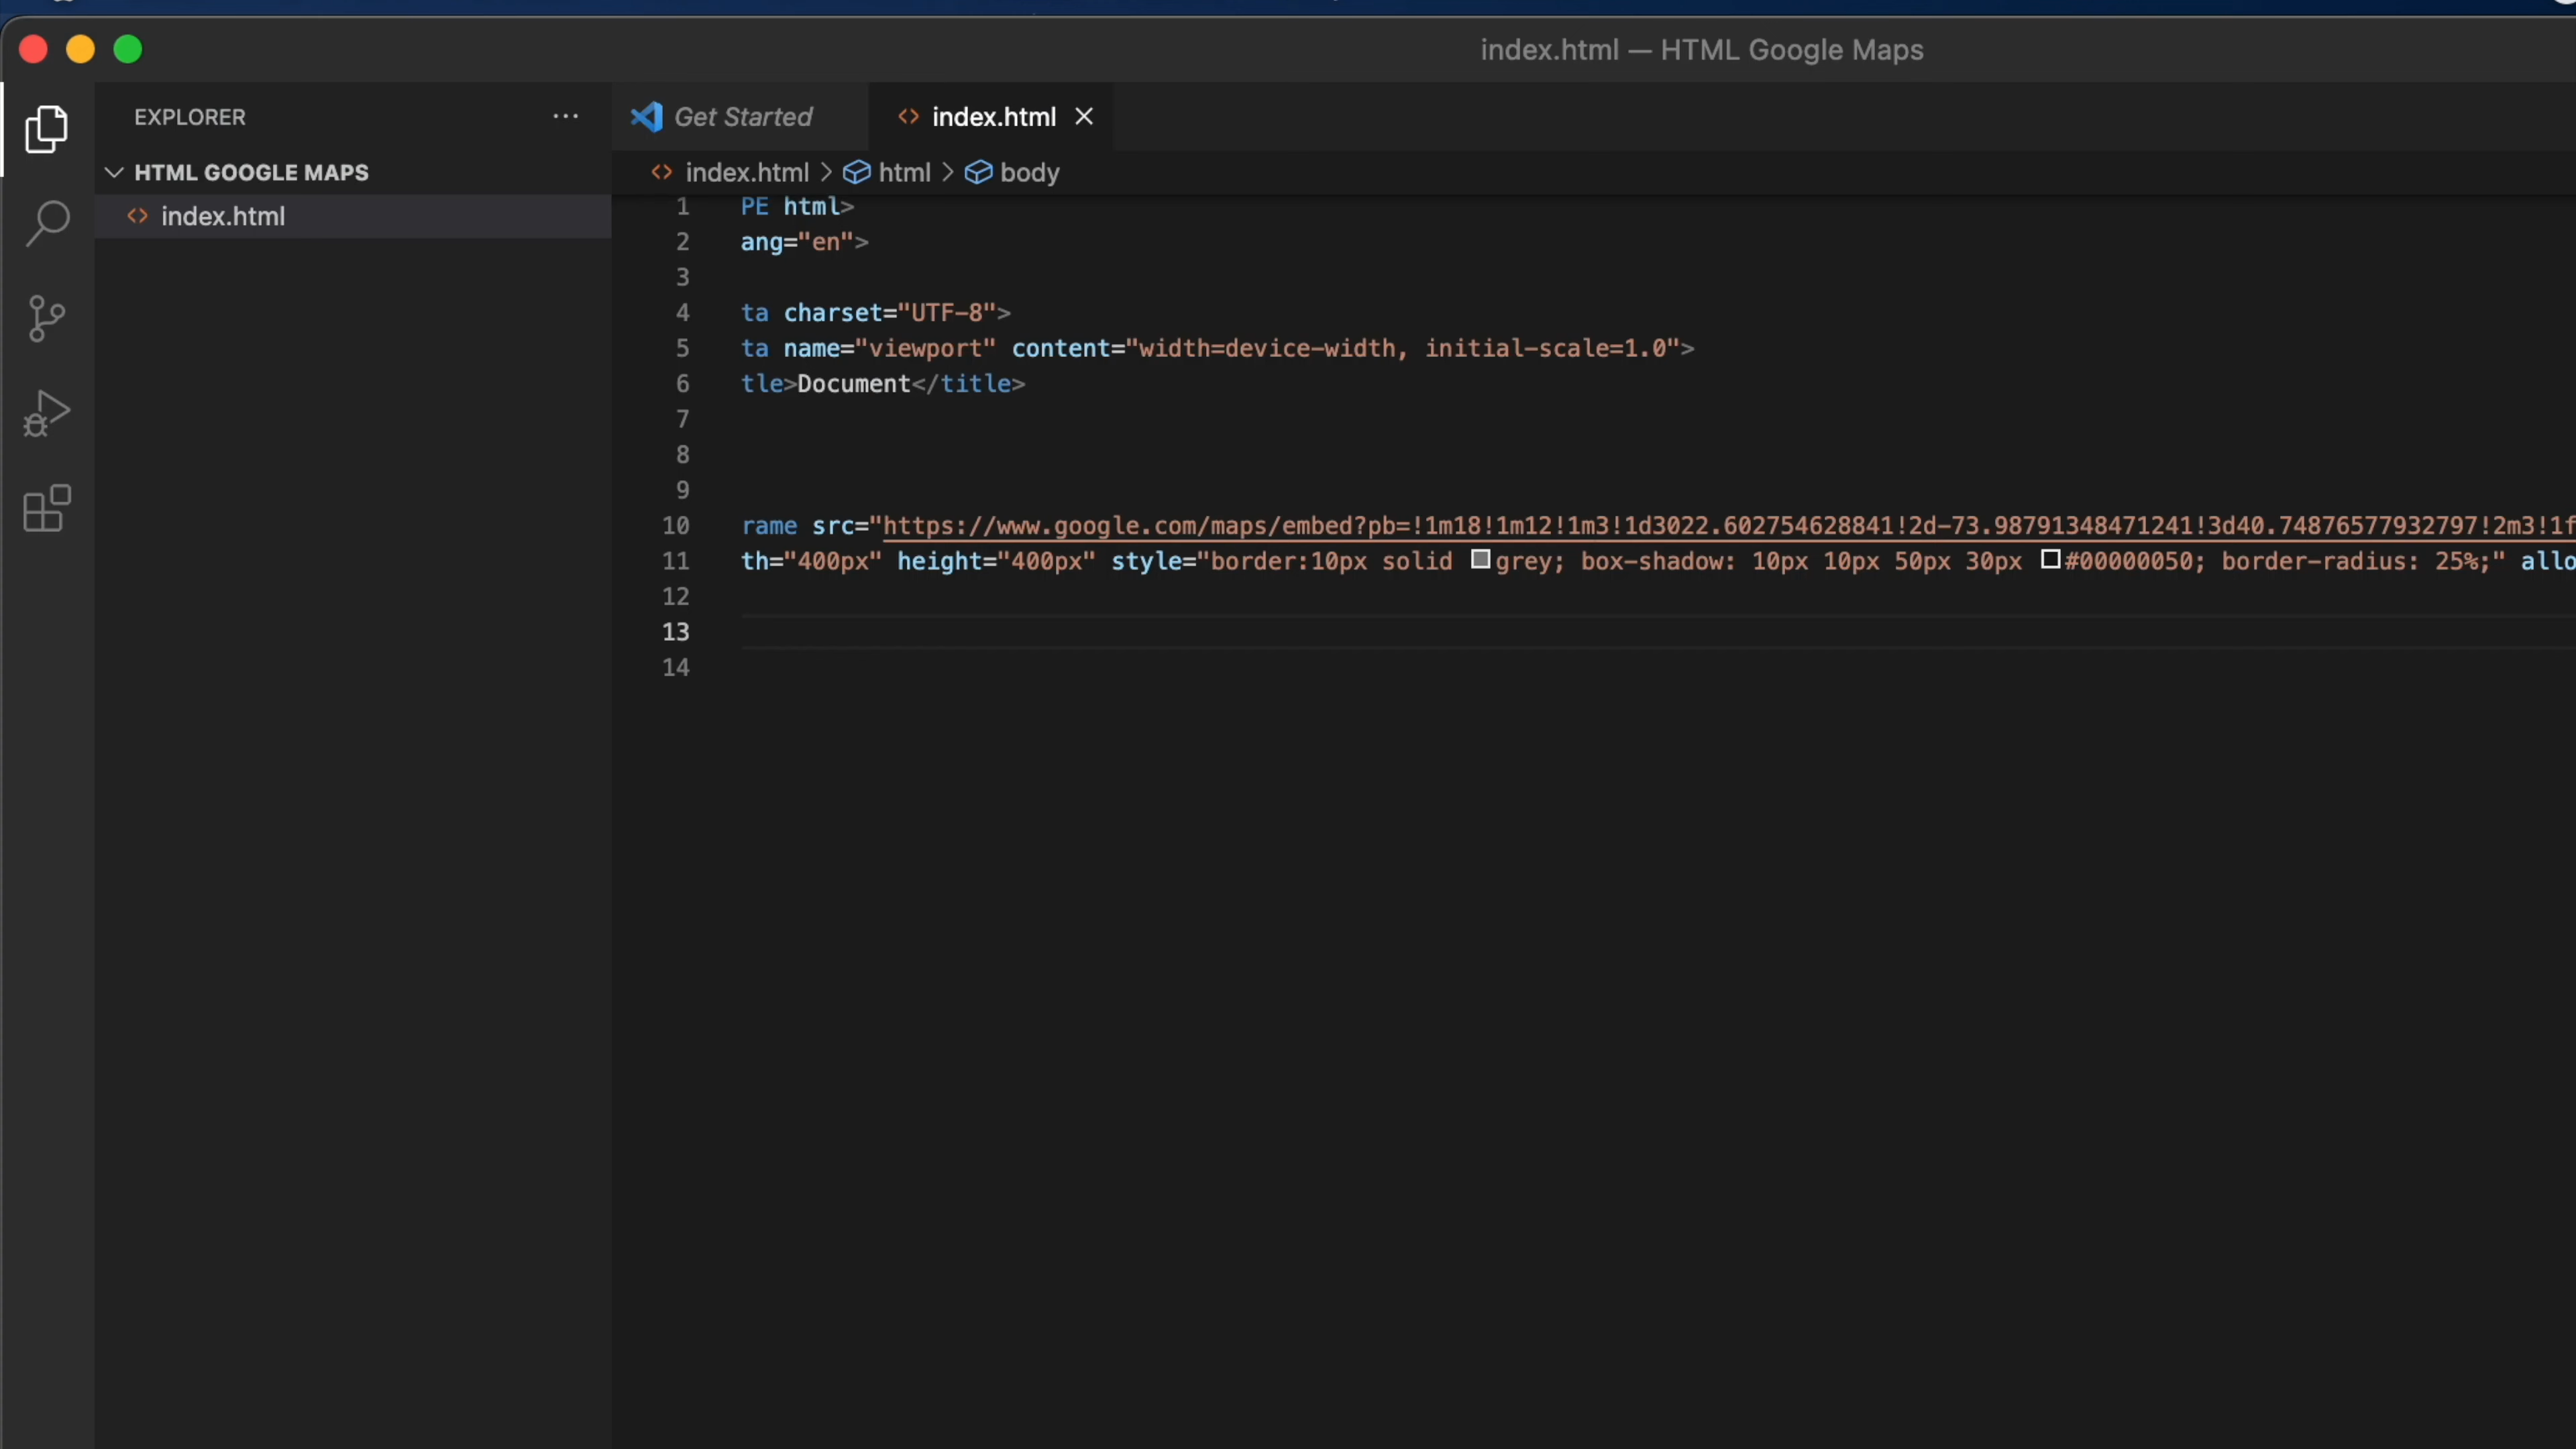 index.html — HTML Google Maps
EXPLORER
HTML GOOGLE MAPS
index.html
Get Started
index.html
index.html > html > body
1 PE html>
2 ang="en">
3
4 ta charset="UTF-8">
5 ta name="viewport" content="width=device-width, initial-scale=1.0">
6 tle>Document</title>
7
8
9
10 rame src="https://www.google.com/maps/embed?pb=!1m18!1m12!1m3!1d3022.602754628841!2d-73.98791348471241!3d40.74876577932797!2m3!1f
11 th="400px" height="400px" style="border:10px solid grey; box-shadow: 10px 10px 50px 30px #00000050; border-radius: 25%;" allo
12
13
14